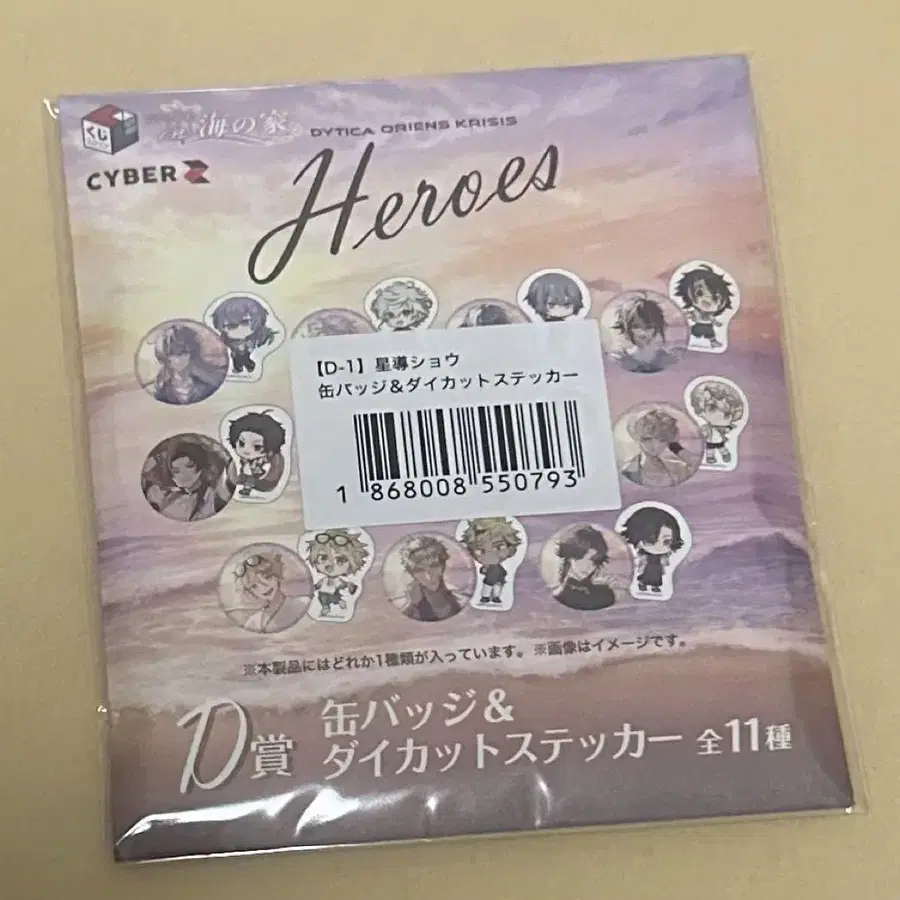 くじ
海の家
DYTICA ORIENS KRISIS
CYBER Z
Heroes
【D-1】星導ショウ
缶バッジ&ダイカットステッカー
1 868008 550793
※本製品にはどれか1種類が入っています。 ※画像はイメージです。
D賞 缶バッジ&
ダイカットステッカー 全11種